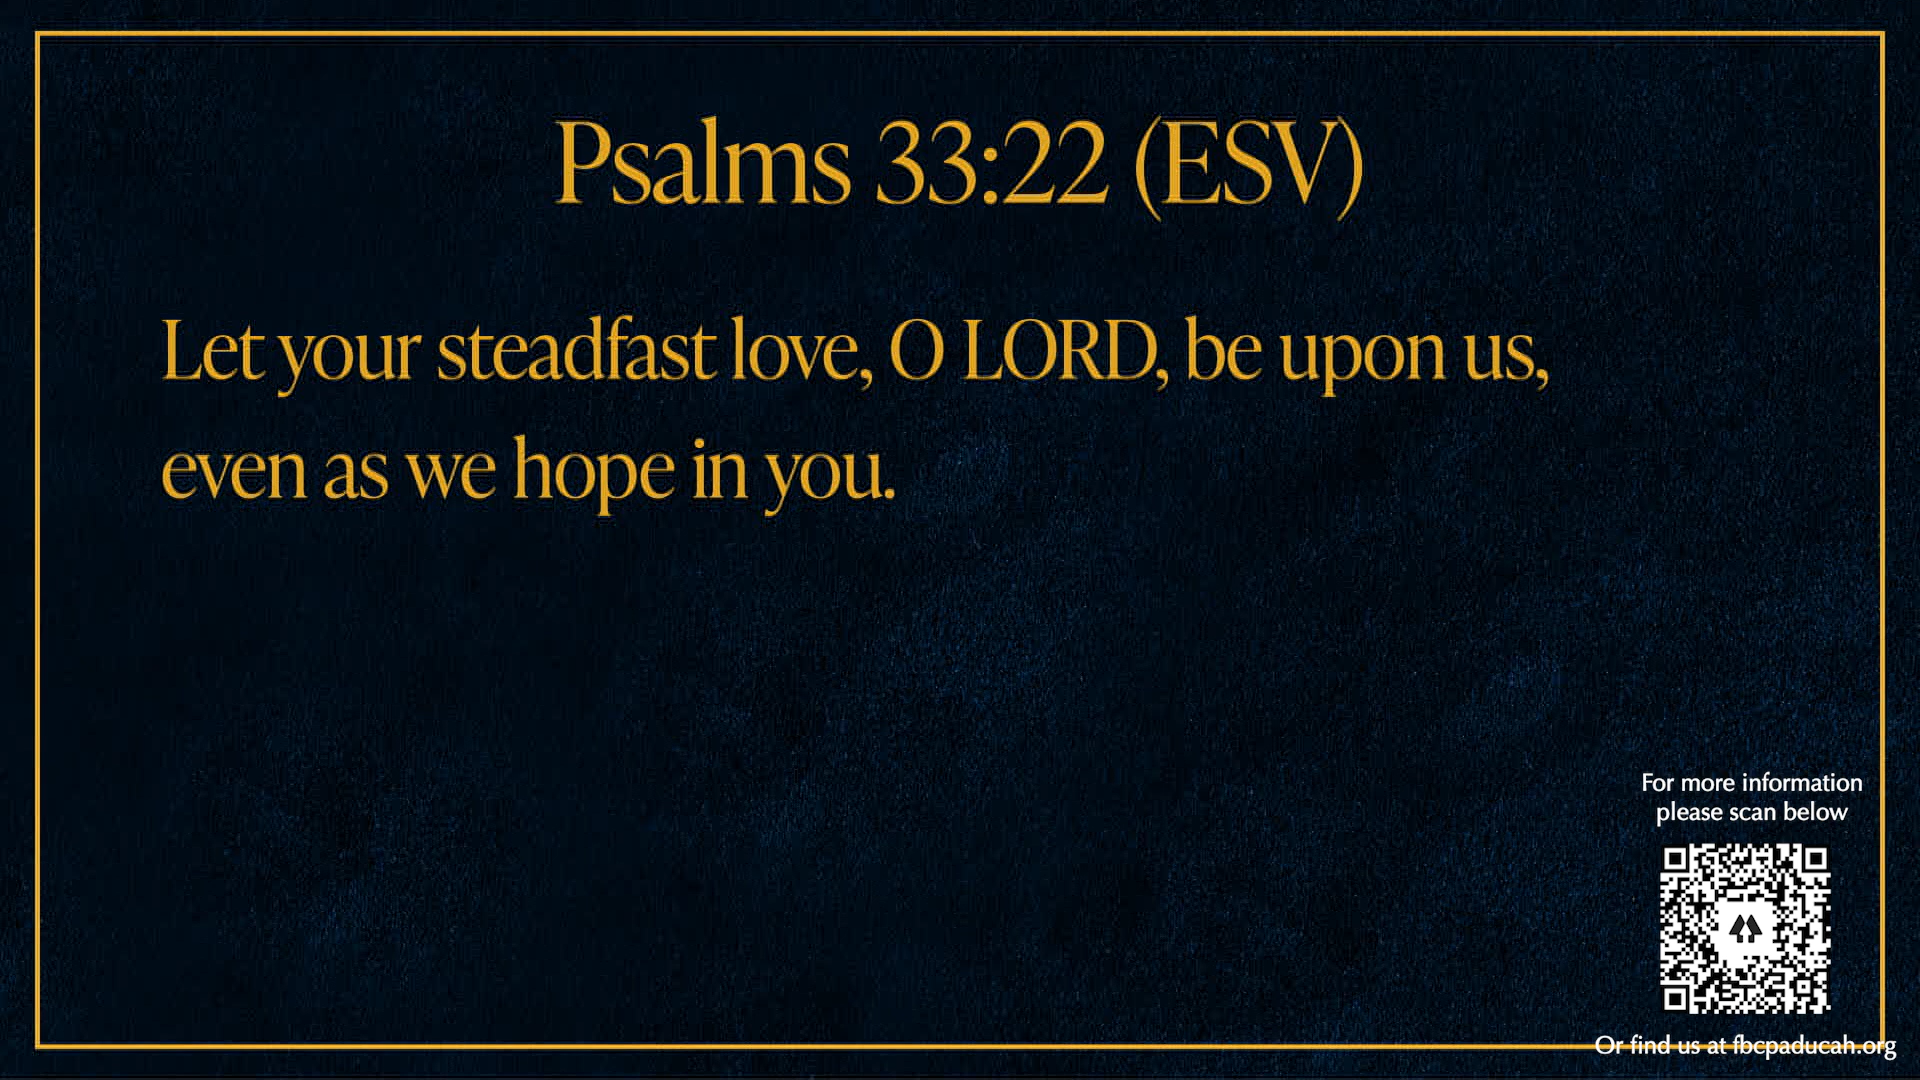 Psalms 33:22 (ESV)
Let your steadfast love, O LORD, be upon us,
even as we hope in you.
For more information
please scan below
Or find us at fbcpaducah.org